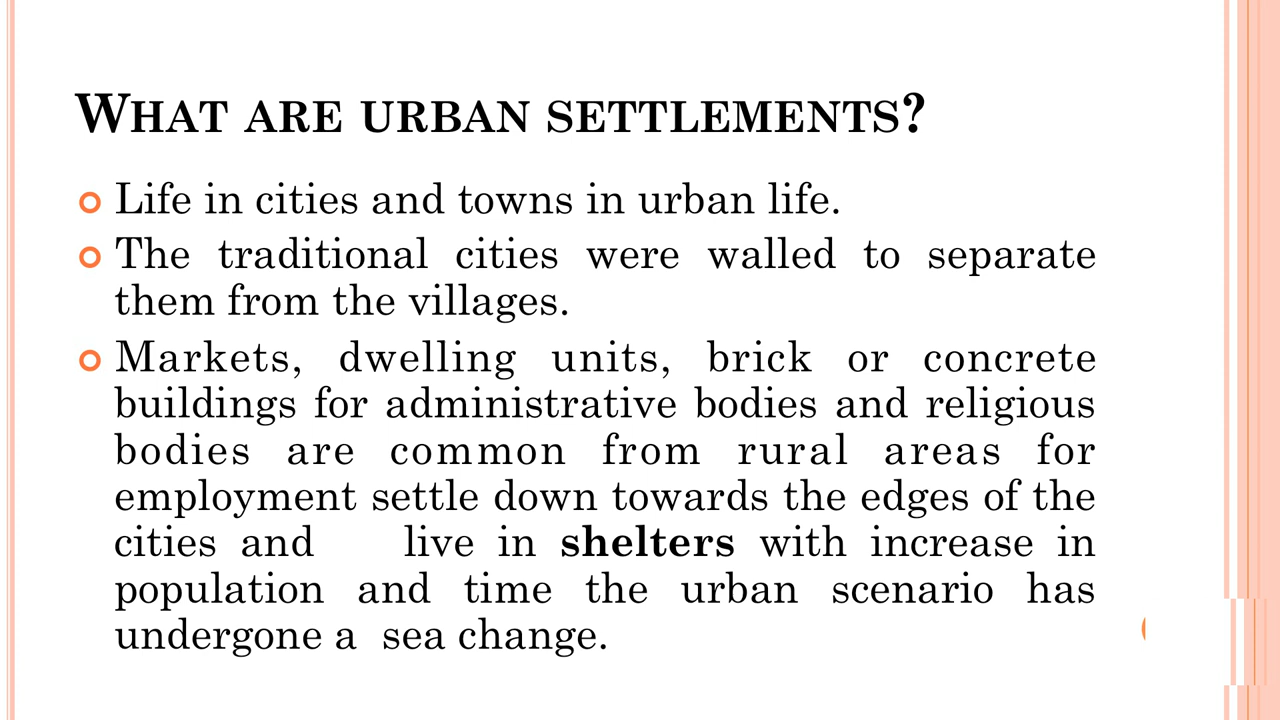 WHAT ARE URBAN SETTLEMENTS?
Life in cities and towns in urban life.
The traditional cities were walled to separate
them from the villages.
Markets, dwelling units, brick or concrete
buildings for administrative bodies and religious
bodies are common from rural areas for
employment settle down towards the edges of the
cities and live in shelters with increase in
population and time the urban scenario has
undergone a sea change.